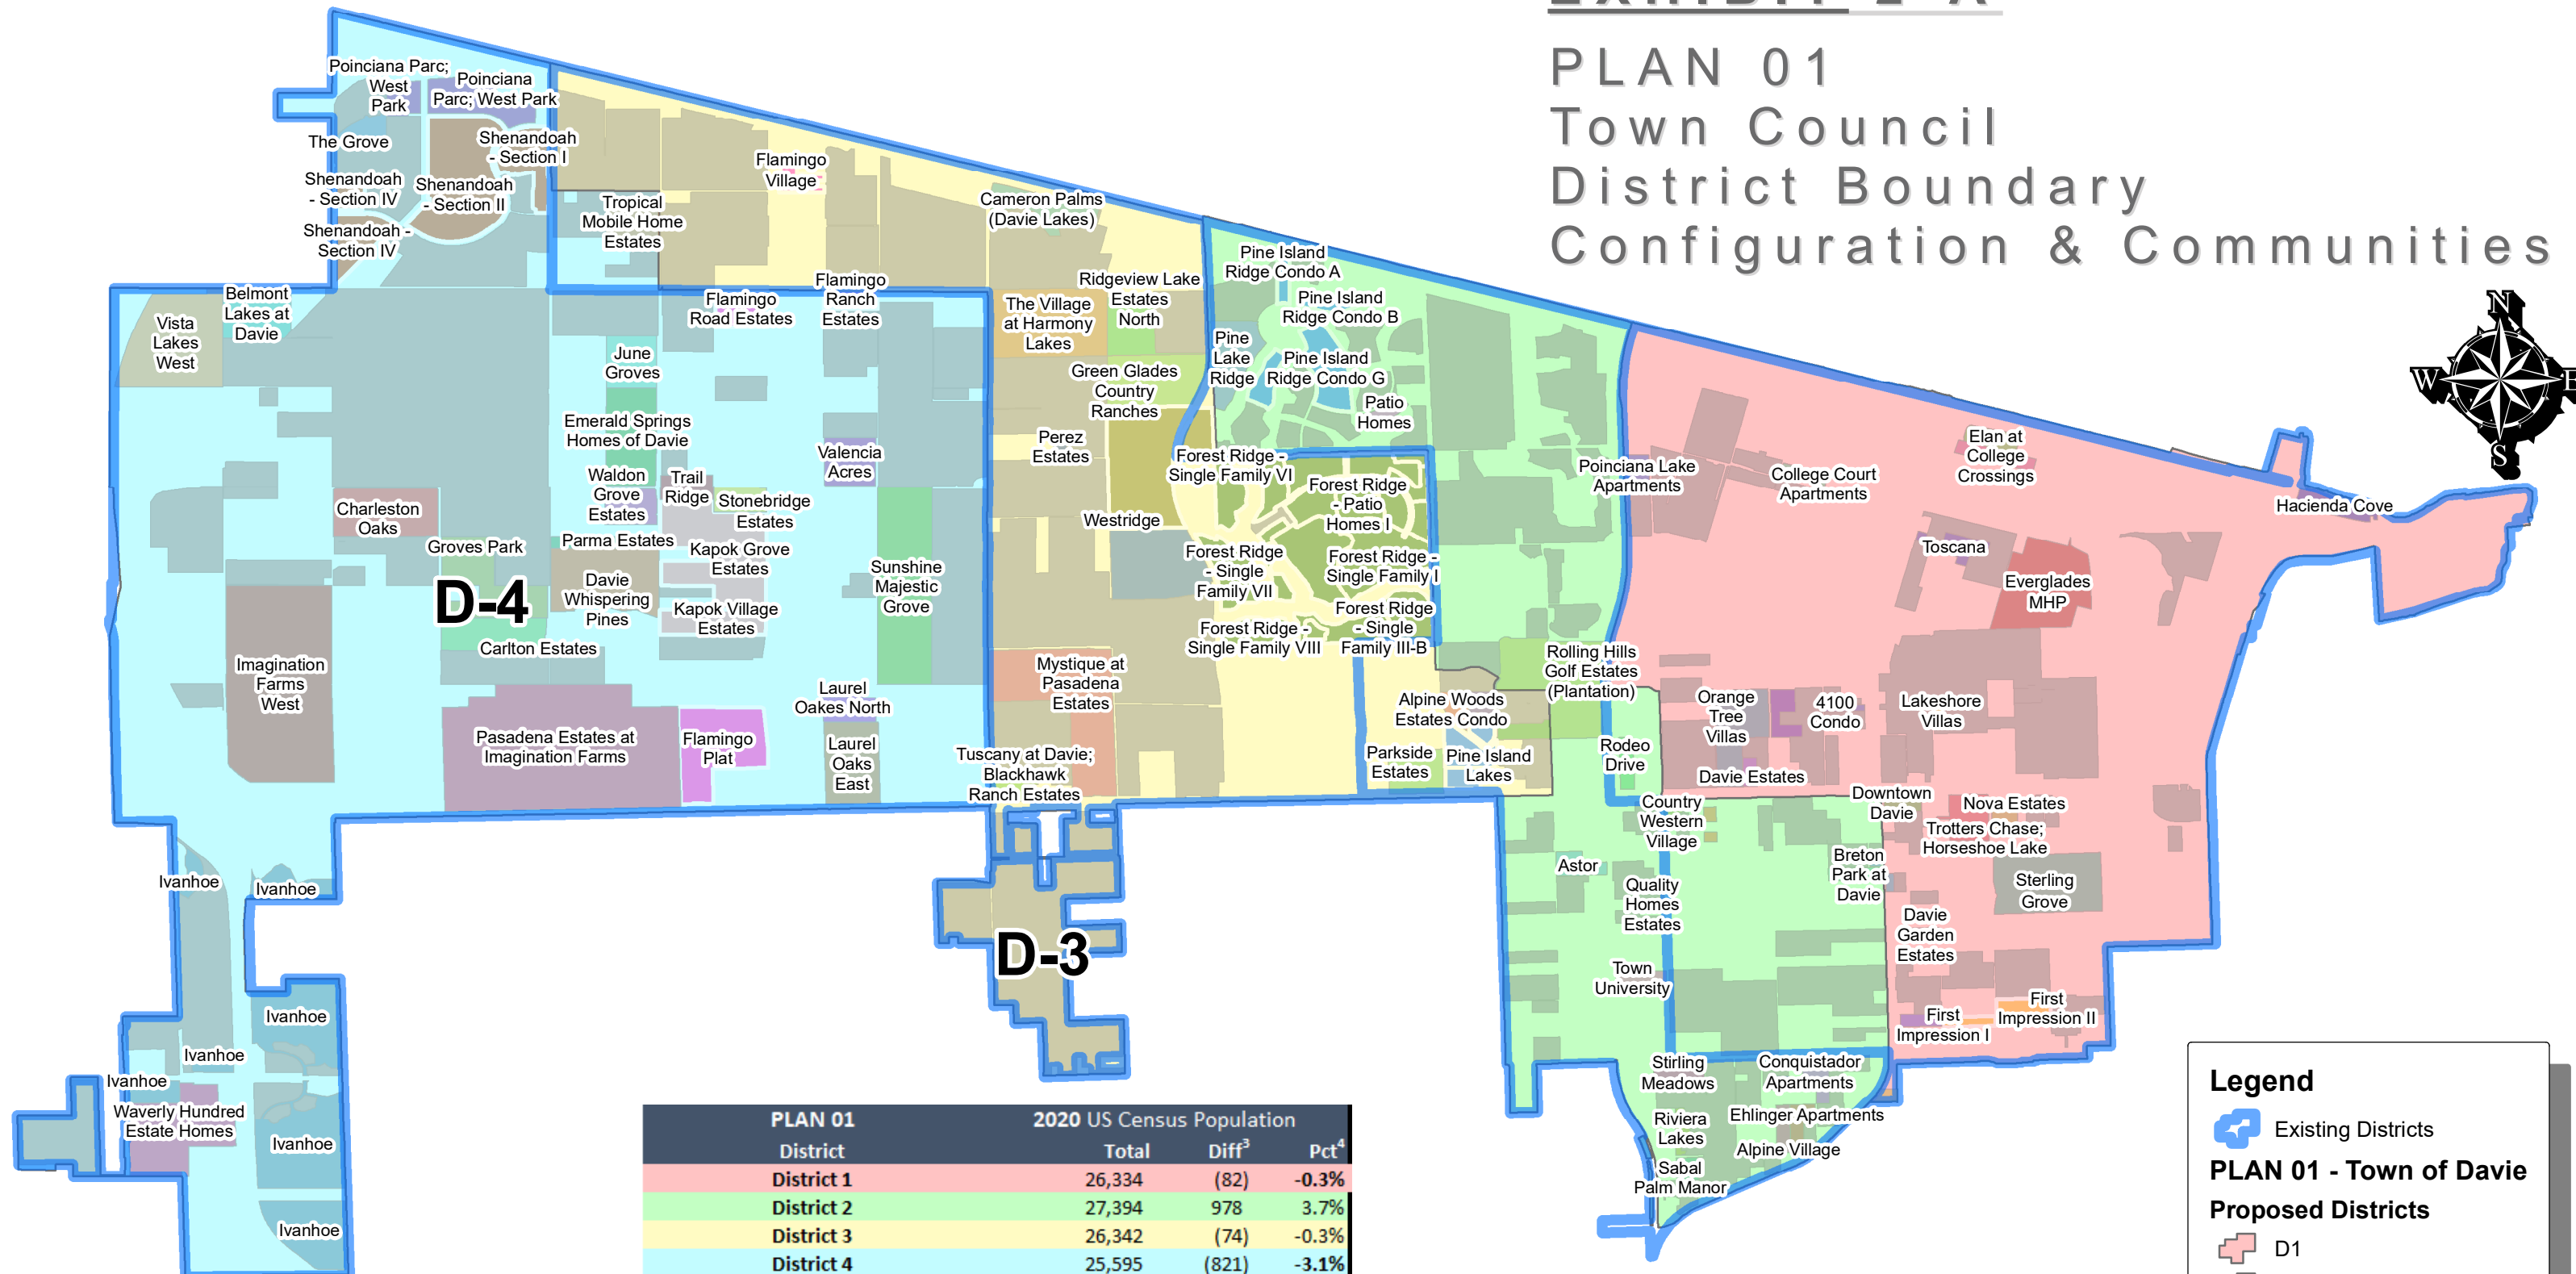 EXHIBIT 2 A
PLAN 01
Town Council
District Boundary
Configuration & Communities
N
W
E
S
Poinciana Parc;
West
Park
Poinciana
Parc; West Park
The Grove
Shenandoah
- Section I
Shenandoah
- Section IV
Shenandoah
- Section II
Shenandoah -
Section IV
Tropical
Mobile Home
Estates
Flamingo
Village
Cameron Palms
(Davie Lakes)
Belmont
Lakes at
Davie
Vista
Lakes
West
Flamingo
Road Estates
Flamingo
Ranch
Estates
June
Groves
Emerald Springs
Homes of Davie
Valencia
Acres
Waldon
Grove
Estates
Trail
Ridge
Stonebridge
Estates
Charleston
Oaks
Groves Park
Parma Estates
Kapok Grove
Estates
Davie
Whispering
Pines
Kapok Village
Estates
Sunshine
Majestic
Grove
D-4
Carlton Estates
Imagination
Farms
West
Pasadena Estates at
Imagination Farms
Flamingo
Plat
Laurel
Oakes North
Laurel
Oaks
East
Ivanhoe
Ivanhoe
Ivanhoe
Ivanhoe
Ivanhoe
Waverly Hundred
Estate Homes
Ivanhoe
Ivanhoe
The Village
at Harmony
Lakes
Ridgeview Lake
Estates
North
Green Glades
Country
Ranches
Perez
Estates
Westridge
Mystique at
Pasadena
Estates
Tuscany at Davie;
Blackhawk
Ranch Estates
D-3
Pine Island
Ridge Condo A
Pine Island
Ridge Condo B
Pine
Lake
Ridge
Pine Island
Ridge Condo G
Patio
Homes
Forest Ridge -
Single Family VI
Forest Ridge
- Patio
Homes I
Forest Ridge
- Single
Family VII
Forest Ridge -
Single Family I
Forest Ridge -
Single Family VIII
Forest Ridge
- Single
Family III-B
Alpine Woods
Estates Condo
Parkside
Estates
Pine Island
Lakes
Rolling Hills
Golf Estates
(Plantation)
Rodeo
Drive
Poinciana Lake
Apartments
College Court
Apartments
Elan at
College
Crossings
Hacienda Cove
Toscana
Everglades
MHP
Orange
Tree
Villas
4100
Condo
Lakeshore
Villas
Davie Estates
Country
Western
Village
Downtown
Davie
Nova Estates
Trotters Chase;
Horseshoe Lake
Astor
Breton
Park at
Davie
Sterling
Grove
Quality
Homes
Estates
Davie
Garden
Estates
Town
University
First
Impression I
First
Impression II
Stirling
Meadows
Conquistador
Apartments
Riviera
Lakes
Ehlinger Apartments
Alpine Village
Sabal
Palm Manor
PLAN 01 2020 US Census Population
District Total Diff3 Pct4
District 1 26,334 (82) -0.3%
District 2 27,394 978 3.7%
District 3 26,342 (74) -0.3%
District 4 25,595 (821) -3.1%
Legend
Existing Districts
PLAN 01 - Town of Davie
Proposed Districts
D1